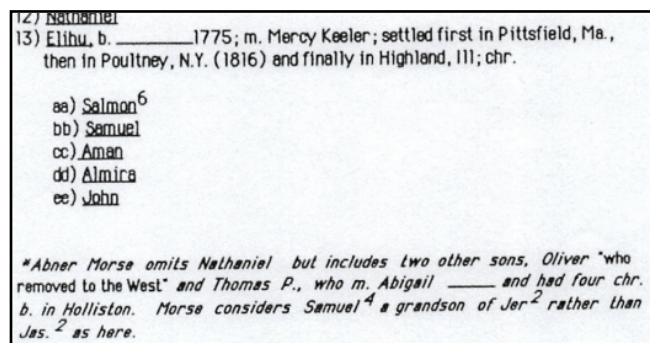 12) Nathaniel
13) Elihu, b. ________1775; m. Mercy Keeler; settled first in Pittsfield, Ma.,
then in Poultney, N.Y. (1816) and finally in Highland, Ill; chr.
aa) Salmon⁶
bb) Samuel
cc) Aman
dd) Almira
ee) John
*Abner Morse omits Nathaniel but includes two other sons, Oliver "who
removed to the West" and Thomas P., who m. Abigail _____ and had four chr.
b. in Holliston. Morse considers Samuel⁴ a grandson of Jer² rather than
Jas.² as here.